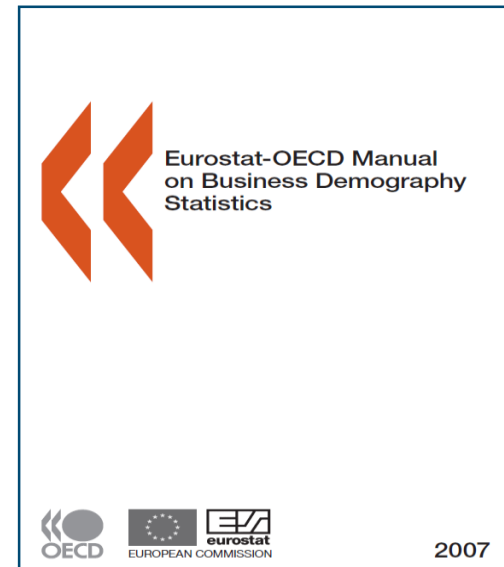 Eurostat-OECD Manual
on Business Demography
Statistics
OECD
eurostat
EUROPEAN COMMISSION
2007